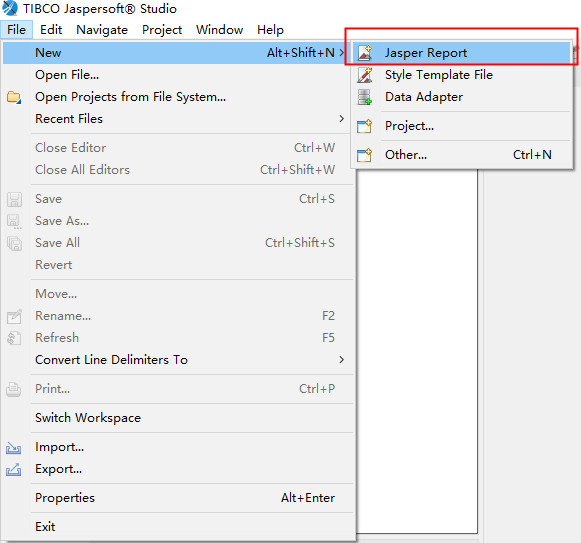 TIBCO Jaspersoft® Studio
File Edit Navigate Project Window Help
New Alt+Shift+N
Open File...
Open Projects from File System...
Recent Files
Close Editor Ctrl+W
Close All Editors Ctrl+Shift+W
Save Ctrl+S
Save As...
Save All Ctrl+Shift+S
Revert
Move...
Rename... F2
Refresh F5
Convert Line Delimiters To
Print... Ctrl+P
Switch Workspace
Import...
Export...
Properties Alt+Enter
Exit
Jasper Report
Style Template File
Data Adapter
Project...
Other... Ctrl+N